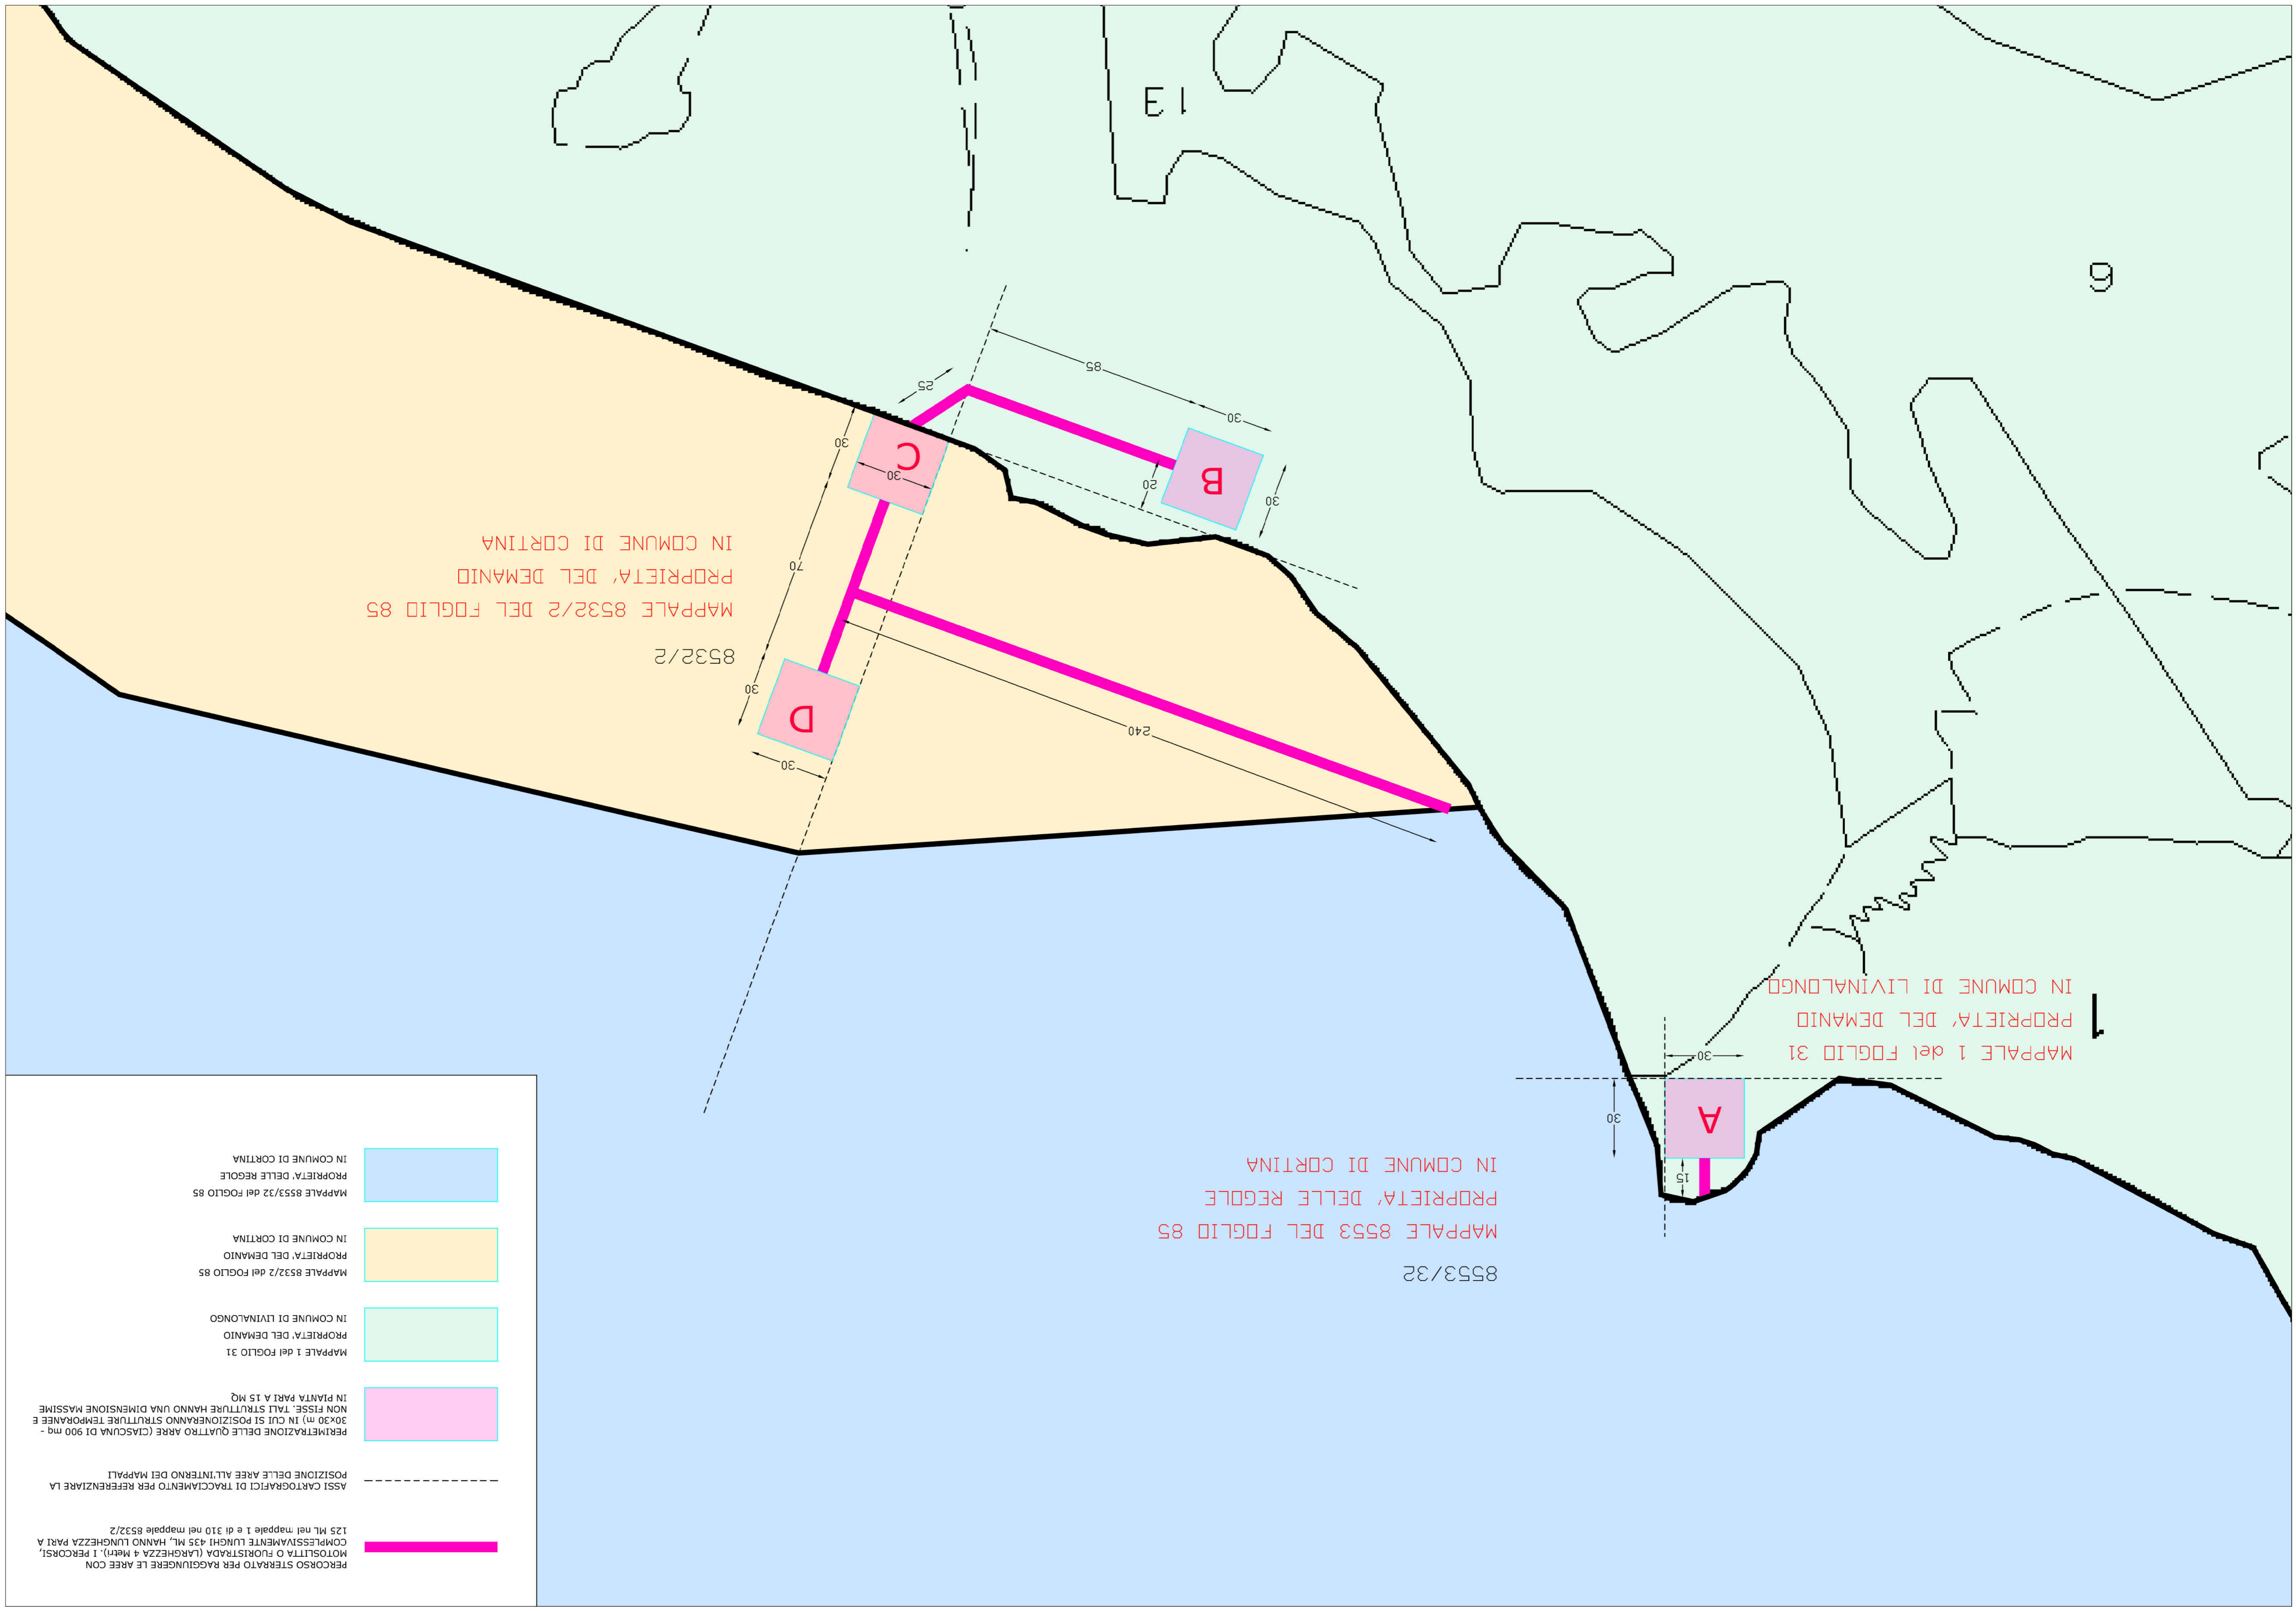 PERCORSO STERRATO PER RAGGIUNGERE LE AREE CON
MOTOSLITTA O FUORISTRADA (LARGHEZZA 4 Metri). I PERCORSI,
COMPLESSIVAMENTE LUNGHI 435 ML, HANNO LUNGHEZZA PARI A
125 ML nel mappale 1 e di 310 nel mappale 8532/2
ASSI CARTOGRAFICI DI TRACCIAMENTO PER REFERENZIARE LA
POSIZIONE DELLE AREE ALL'INTERNO DEI MAPPALI
PERIMETRAZIONE DELLE QUATTRO ARRE (CIASCUNA DI 900 mq -
30x30 m) IN CUI SI POSIZIONERANNO STRUTTURE TEMPORANEE E
NON FISSE. TALI STRUTTURE HANNO UNA DIMENSIONE MASSIME
IN PIANTA PARI A 15 MQ
MAPPALE 1 del FOGLIO 31
PROPRIETA' DEL DEMANIO
IN COMUNE DI LIVINALONGO
MAPPALE 8532/2 del FOGLIO 85
PROPRIETA' DEL DEMANIO
IN COMUNE DI CORTINA
MAPPALE 8553/32 del FOGLIO 85
PROPRIETA' DELLE REGOLE
IN COMUNE DI CORTINA
8553/32
MAPPALE 8553 DEL FOGLIO 85
PROPRIETA' DELLE REGOLE
IN COMUNE DI CORTINA
15
A
30
30
MAPPALE 1 del FOGLIO 31
PROPRIETA' DEL DEMANIO
IN COMUNE DI LIVINALONGO
1
30
240
D
30
8532/2
MAPPALE 8532/2 DEL FOGLIO 85
PROPRIETA' DEL DEMANIO
IN COMUNE DI CORTINA
70
30
20
B
30
30
C
30
25
85
9
13